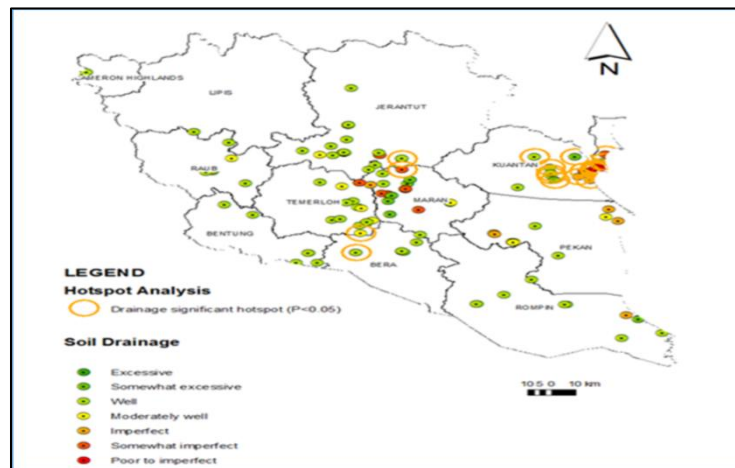 N
AMERON HIGHLANDS
LIPIS
JERANTUT
KUANTAN
RAUB
TEMERLOH
MARAN
BENTUNG
PEKAN
BERA
LEGEND
Hotspot Analysis
Drainage significant hotspot (P<0.05)
ROMPIN
Soil Drainage
Excessive
Somewhat excessive
Well
Moderately well
Imperfect
Somewhat imperfect
Poor to imperfect
10.5 0 10 km